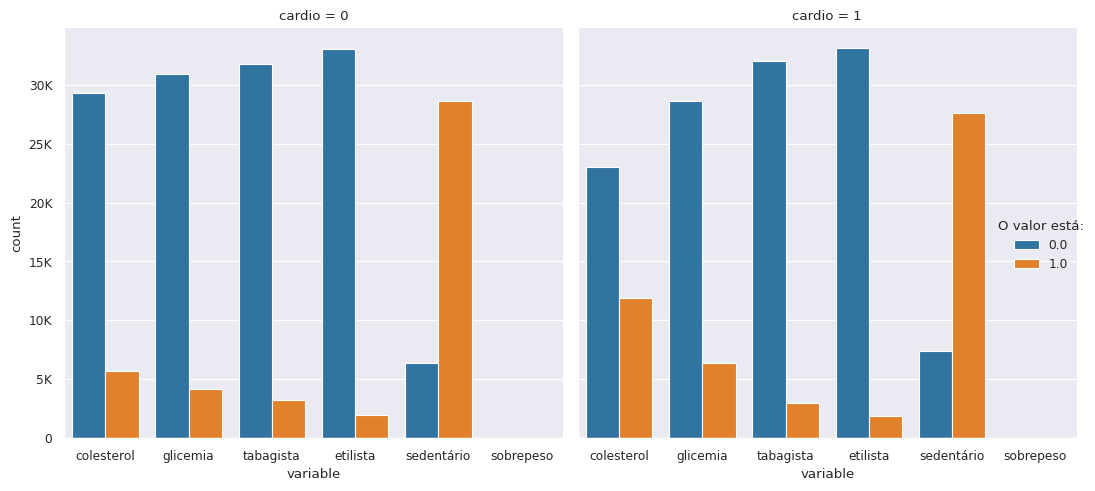 cardio = 0
cardio = 1
30K
25K
20K
15K
10K
5K
0
count
colesterol glicemia tabagista etilista sedentário sobrepeso
variable
colesterol glicemia tabagista etilista sedentário sobrepeso
variable
O valor está:
0.0
1.0